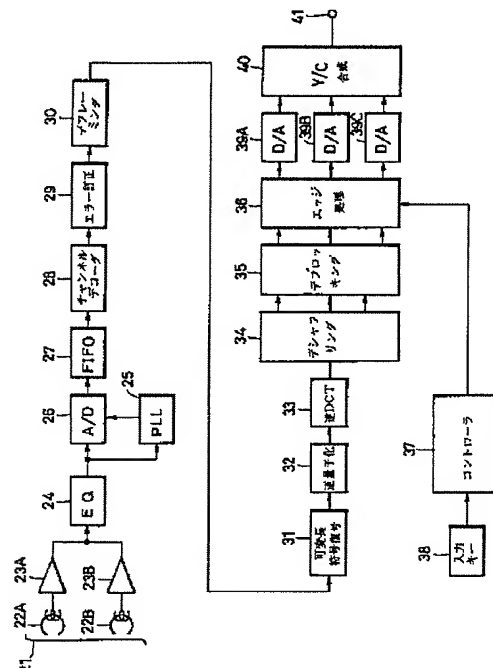 21
22A
22B
23A
23B
24
EQ
25
PLL
26
A/D
27
FIFO
28
チャンネル
デコーダ
29
エラー訂正
30
デフレー
ミング
31
可変長
符号復号
32
逆量子化
33
逆DCT
34
デシャフ
リング
35
デブロッ
キング
36
エッジ
処理
37
コントローラ
38
入力
キー
39A
D/A
39B
D/A
39C
D/A
40
Y/C
合成
41